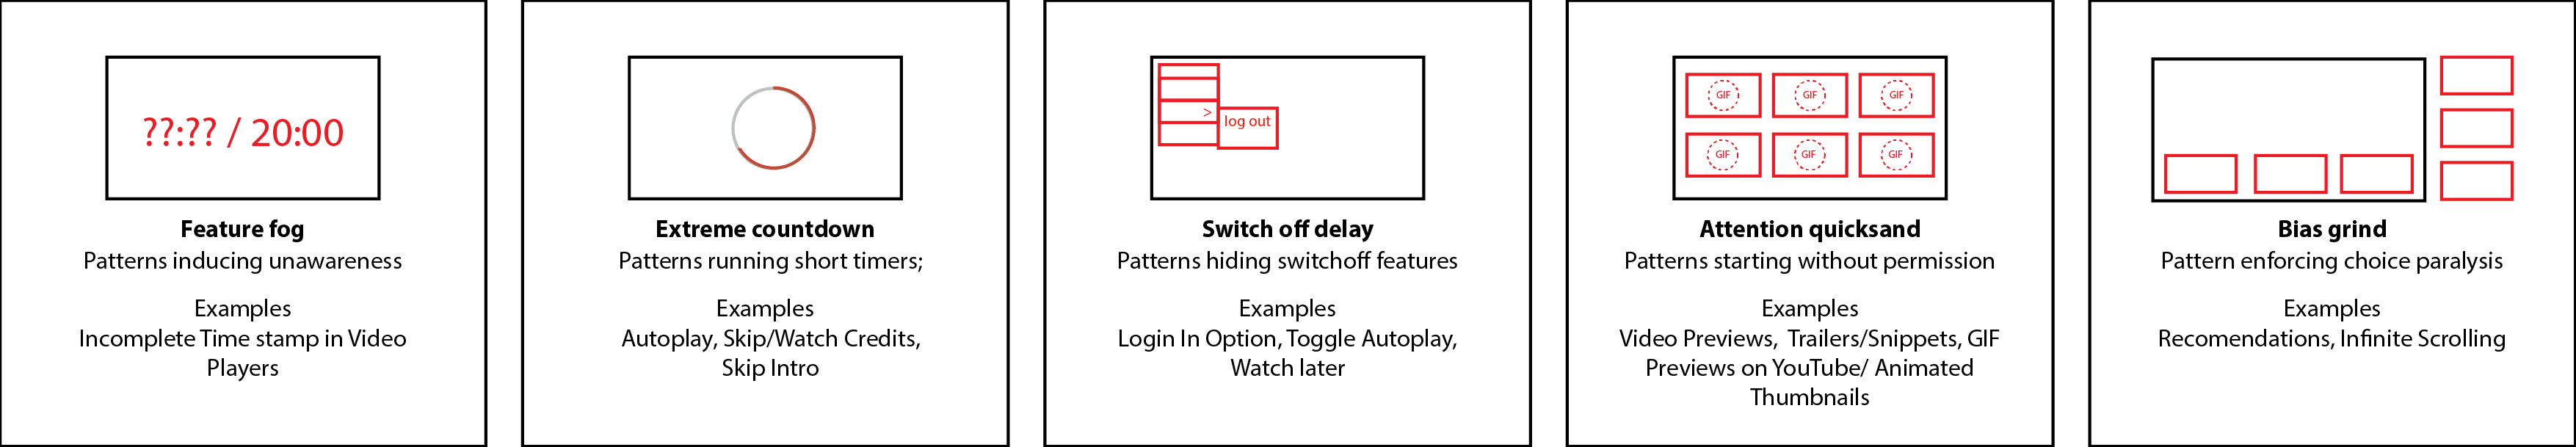 ??:?? / 20:00
Feature fog
Patterns inducing unawareness
Examples
Incomplete Time stamp in Video
Players
Extreme countdown
Patterns running short timers;
Examples
Autoplay, Skip/Watch Credits,
Skip Intro
>
log out
Switch off delay
Patterns hiding switchoff features
Examples
Login In Option, Toggle Autoplay,
Watch later
GIF
GIF
GIF
GIF
GIF
GIF
Attention quicksand
Patterns starting without permission
Examples
Video Previews, Trailers/Snippets, GIF
Previews on YouTube/ Animated
Thumbnails
Bias grind
Pattern enforcing choice paralysis
Examples
Recomendations, Infinite Scrolling